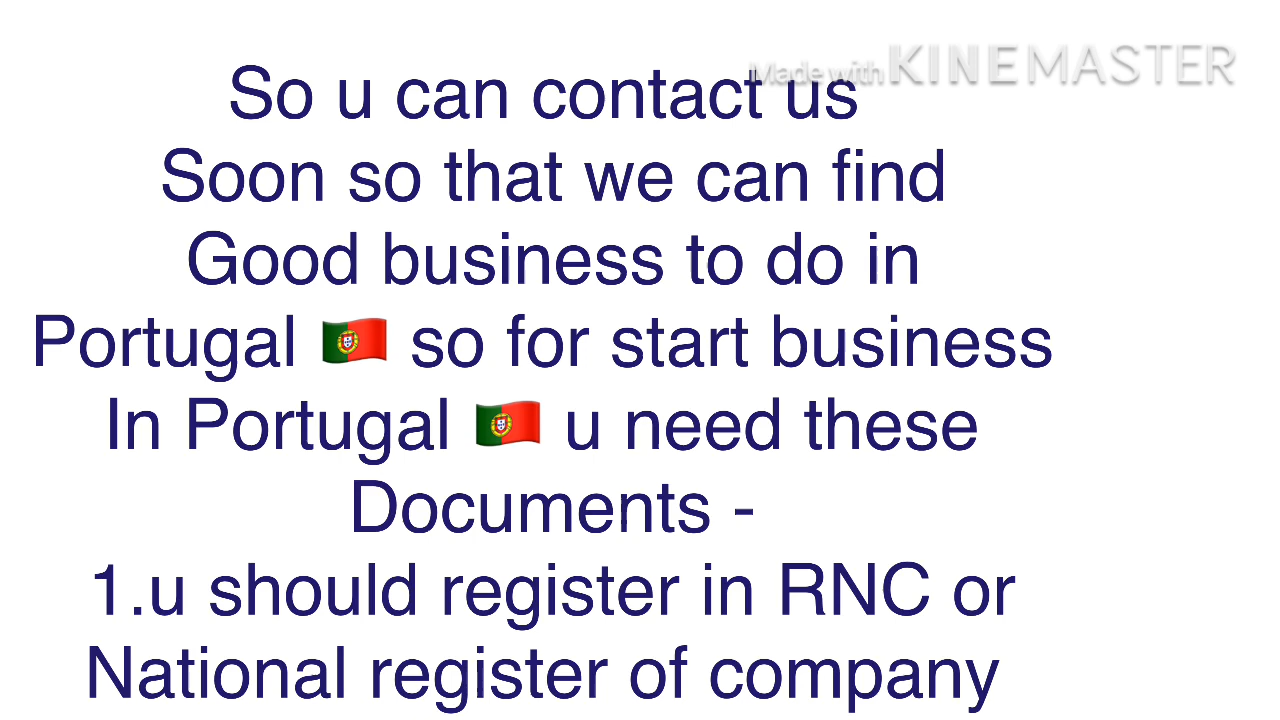 Made with KINEMASTER
So u can contact us
Soon so that we can find
Good business to do in
Portugal 🇵🇹 so for start business
In Portugal 🇵🇹 u need these
Documents -
1.u should register in RNC or
National register of company